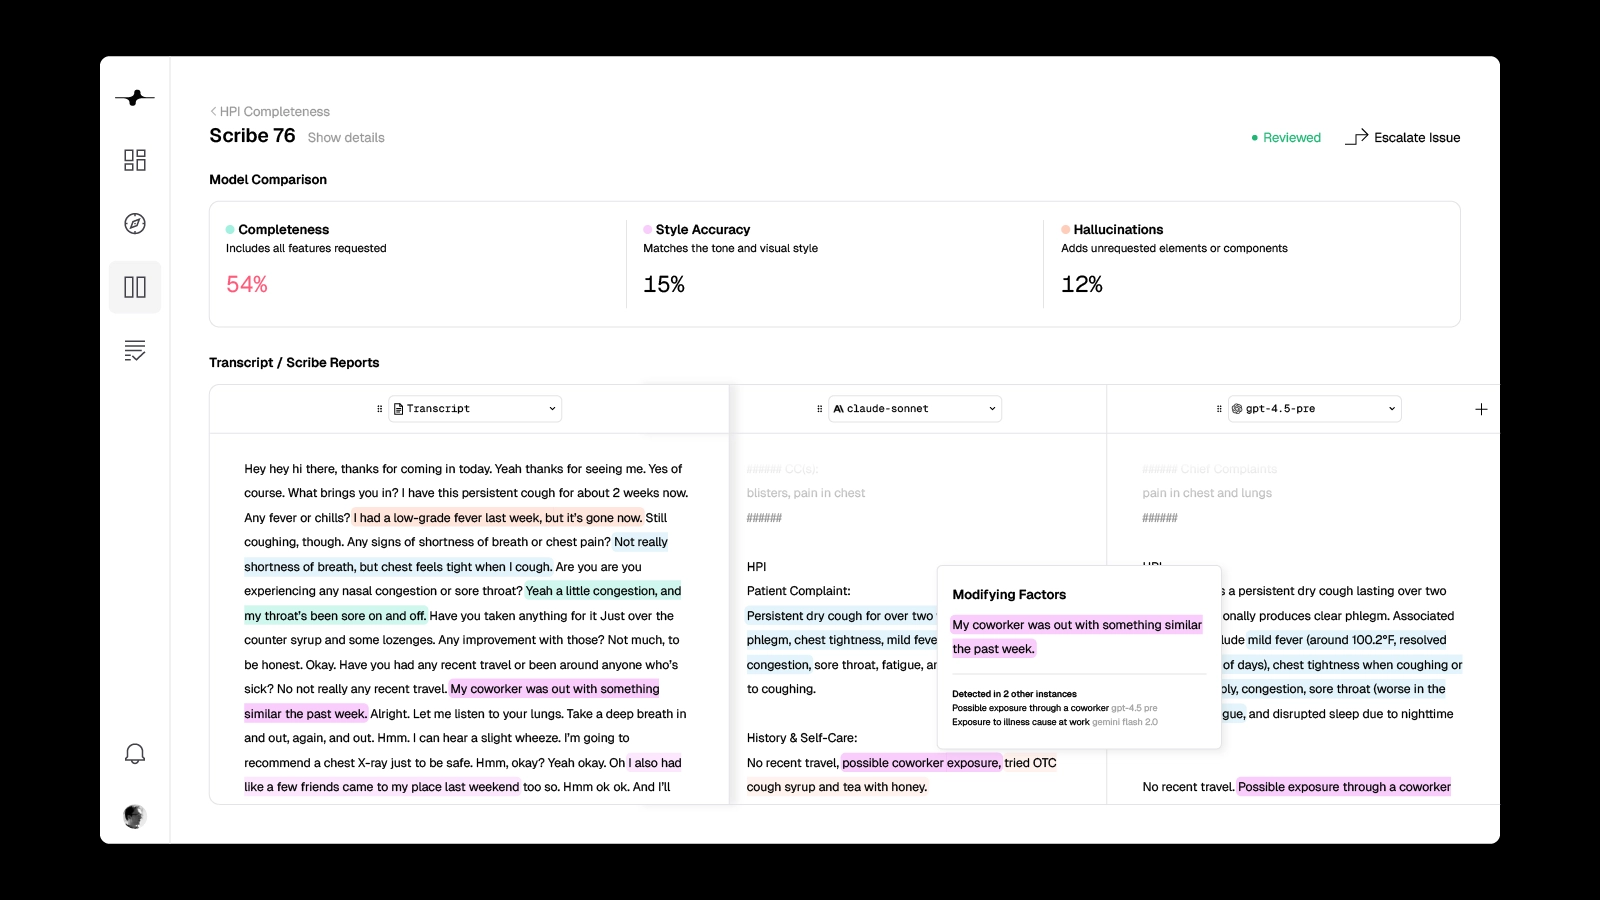 HPI Completeness
Scribe 76 Show details
Reviewed
Escalate Issue
Model Comparison
Completeness
Includes all features requested
54%
Style Accuracy
Matches the tone and visual style
15%
Hallucinations
Adds unrequested elements or components
12%
Transcript / Scribe Reports
Transcript
Hey hey hi there, thanks for coming in today. Yeah thanks for seeing me. Yes of
course. What brings you in? I have this persistent cough for about 2 weeks now.
Any fever or chills? I had a low-grade fever last week, but it's gone now. Still
coughing, though. Any signs of shortness of breath or chest pain? Not really
shortness of breath, but chest feels tight when I cough. Are you are you
experiencing any nasal congestion or sore throat? Yeah a little congestion, and
my throat's been sore on and off. Have you taken anything for it Just over the
counter syrup and some lozenges. Any improvement with those? Not much, to
be honest. Okay. Have you had any recent travel or been around anyone who's
sick? No not really any recent travel. My coworker was out with something
similar the past week. Alright. Let me listen to your lungs. Take a deep breath in
and out, again, and out. Hmm. I can hear a slight wheeze. I'm going to
recommend a chest X-ray just to be safe. Hmm, okay? Yeah okay. Oh I also had
like a few friends came to my place last weekend too so. Hmm ok ok. And I'll
claude-sonnet
###### CC(s):
blisters, pain in chest
######
HPI
Patient Complaint:
Persistent dry cough for over two
phlegm, chest tightness, mild feve
congestion, sore throat, fatigue, ar
to coughing.
History & Self-Care:
No recent travel, possible coworker exposure, tried OTC
cough syrup and tea with honey.
Modifying Factors
My coworker was out with something similar
the past week.
Detected in 2 other instances
Possible exposure through a coworker gpt-4.5 pre
Exposure to illness cause at work gemini flash 2.0
gpt-4.5-pre
###### Chief Complaints
pain in chest and lungs
######
HPI
s a persistent dry cough lasting over two
onally produces clear phlegm. Associated
lude mild fever (around 100.2°F, resolved
of days), chest tightness when coughing or
ply, congestion, sore throat (worse in the
gue, and disrupted sleep due to nighttime
No recent travel. Possible exposure through a coworker